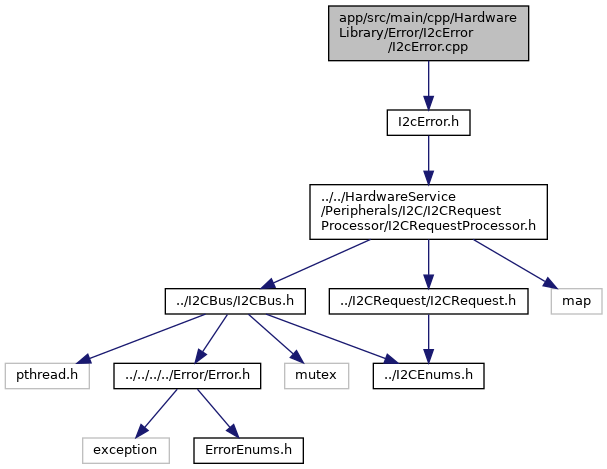 app/src/main/cpp/Hardware
Library/Error/I2cError
/I2cError.cpp
I2cError.h
../../HardwareService
/Peripherals/I2C/I2CRequest
Processor/I2CRequestProcessor.h
../I2CBus/I2CBus.h
../I2CRequest/I2CRequest.h
map
pthread.h
../../../../Error/Error.h
mutex
../I2CEnums.h
exception
ErrorEnums.h